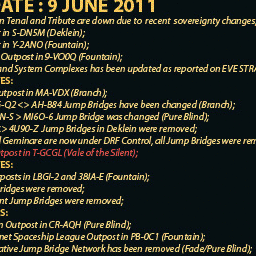 ATE : 9 JUNE 2011
n Tenal and Tribute are down due to recent sovereignty changes,
in S-DN5M (Deklein);
in Y-2ANO (Fountain);
Outpost in 9-VO0Q (Fountain);
and System Complexes has been updated as reported on EVE STRA
ES:
utpost in MA-VDX (Branch);
S-Q2 <> AH-B84 Jump Bridges have been changed (Branch);
N-S > MI6O-6 Jump Bridge was changed (Pure Blind);
<> 4U90-Z Jump Bridges in Deklein were removed;
l Geminare are now under DRF Control, all Jump Bridges were rem
tpost in T-GCGL (Vale of the Silent);
ES:
posts in LBGI-2 and 38IA-E (Fountain);
ridges were removed;
nt Jump Bridges were removed;
S:
n Outpost in CR-AQH (Pure Blind);
net Spaceship League Outpost in PB-0C1 (Fountain);
ative Jump Bridge Network has been removed (Fade/Pure Blind);